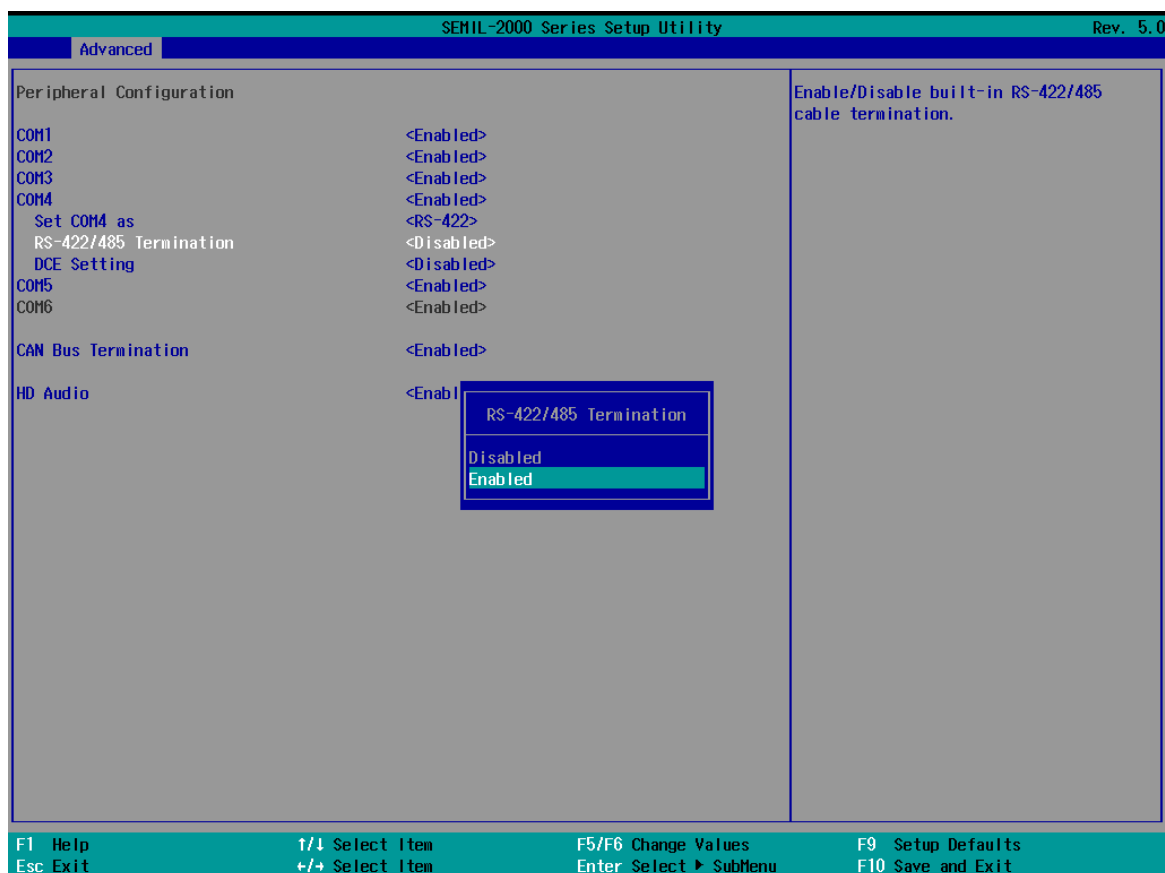 SEMIL-2000 Series Setup Utility Rev. 5.0
Advanced
Peripheral Configuration
Enable/Disable built-in RS-422/485
cable termination.
COM1 <Enabled>
COM2 <Enabled>
COM3 <Enabled>
COM4 <Enabled>
Set COM4 as <RS-422>
RS-422/485 Termination <Disabled>
DCE Setting <Disabled>
COM5 <Enabled>
COM6 <Enabled>
CAN Bus Termination <Enabled>
HD Audio <Enabl
RS-422/485 Termination
Disabled
Enabled
F1 Help ↑/↓ Select Item F5/F6 Change Values F9 Setup Defaults
Esc Exit ←/→ Select Item Enter Select ▶ SubMenu F10 Save and Exit